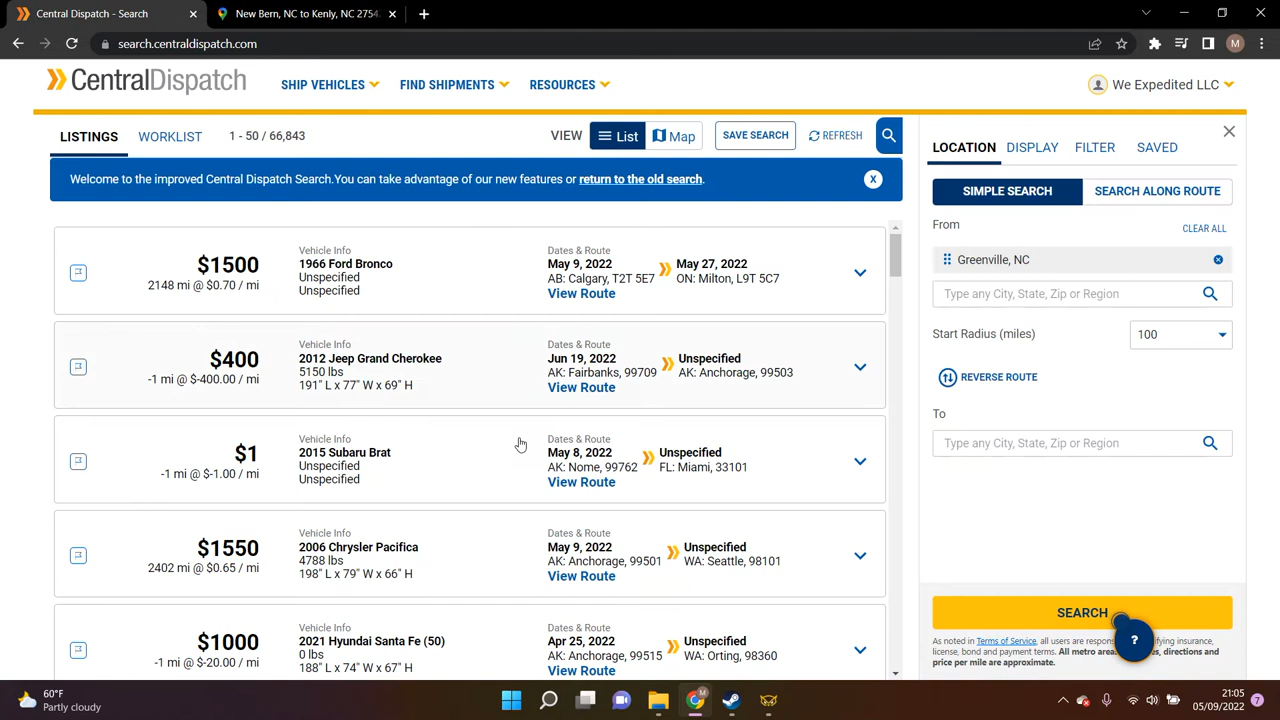 Central Dispatch - Search
New Bern, NC to Kenly, NC 2754
search.centraldispatch.com
M
CentralDispatch
SHIP VEHICLES
FIND SHIPMENTS
RESOURCES
We Expedited LLC
LISTINGS
WORKLIST
1 - 50 / 66,843
VIEW
List
Map
SAVE SEARCH
REFRESH
Welcome to the improved Central Dispatch Search.You can take advantage of our new features or return to the old search.
X
$1500
2148 mi @ $0.70 / mi
Vehicle Info
1966 Ford Bronco
Unspecified
Unspecified
Dates & Route
May 9, 2022
AB: Calgary, T2T 5E7
View Route
May 27, 2022
ON: Milton, L9T 5C7
$400
-1 mi @ $-400.00 / mi
Vehicle Info
2012 Jeep Grand Cherokee
5150 lbs
191" L x 77" W x 69" H
Dates & Route
Jun 19, 2022
AK: Fairbanks, 99709
View Route
Unspecified
AK: Anchorage, 99503
$1
-1 mi @ $-1.00 / mi
Vehicle Info
2015 Subaru Brat
Unspecified
Unspecified
Dates & Route
May 8, 2022
AK: Nome, 99762
View Route
Unspecified
FL: Miami, 33101
$1550
2402 mi @ $0.65 / mi
Vehicle Info
2006 Chrysler Pacifica
4788 lbs
198" L x 79" W x 66" H
Dates & Route
May 9, 2022
AK: Anchorage, 99501
View Route
Unspecified
WA: Seattle, 98101
$1000
-1 mi @ $-20.00 / mi
Vehicle Info
2021 Hyundai Santa Fe (50)
0 lbs
188" L x 74" W x 67" H
Dates & Route
Apr 25, 2022
AK: Anchorage, 99515
View Route
Unspecified
WA: Orting, 98360
LOCATION
DISPLAY
FILTER
SAVED
SIMPLE SEARCH
SEARCH ALONG ROUTE
From
CLEAR ALL
Greenville, NC
Type any City, State, Zip or Region
Start Radius (miles)
100
REVERSE ROUTE
To
Type any City, State, Zip or Region
SEARCH
?
As noted in Terms of Service, all users are respon ifying insurance,
license, bond and payment terms. All metro area es, directions and
price per mile are approximate.
60°F
Partly cloudy
M
21:05
05/09/2022
7